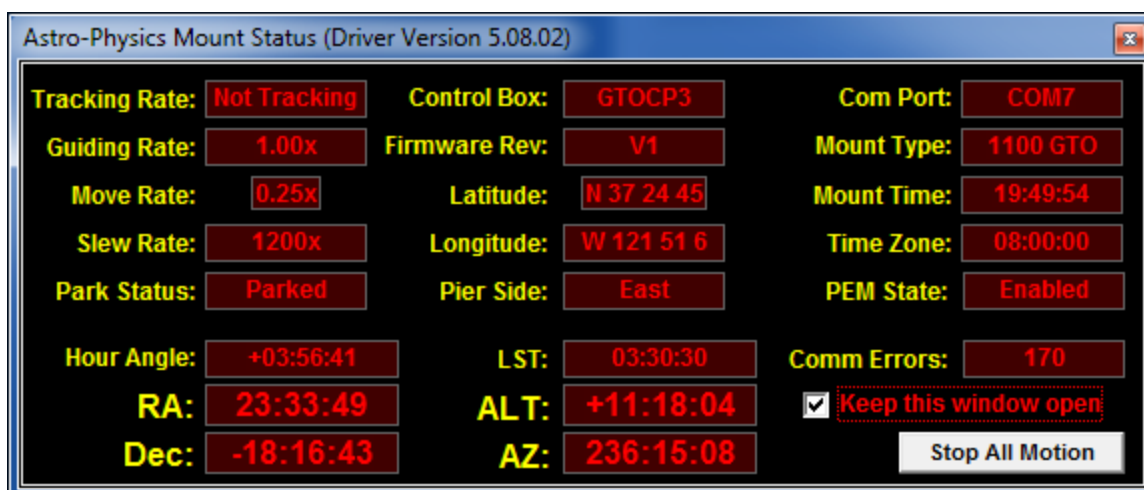 Astro-Physics Mount Status (Driver Version 5.08.02)
Tracking Rate: Not Tracking Control Box: GTOCP3 Com Port: COM7
Guiding Rate: 1.00x Firmware Rev: V1 Mount Type: 1100 GTO
Move Rate: 0.25x Latitude: N 37 24 45 Mount Time: 19:49:54
Slew Rate: 1200x Longitude: W 121 51 6 Time Zone: 08:00:00
Park Status: Parked Pier Side: East PEM State: Enabled
Hour Angle: +03:56:41 LST: 03:30:30 Comm Errors: 170
RA: 23:33:49 ALT: +11:18:04 Keep this window open
Dec: -18:16:43 AZ: 236:15:08 Stop All Motion